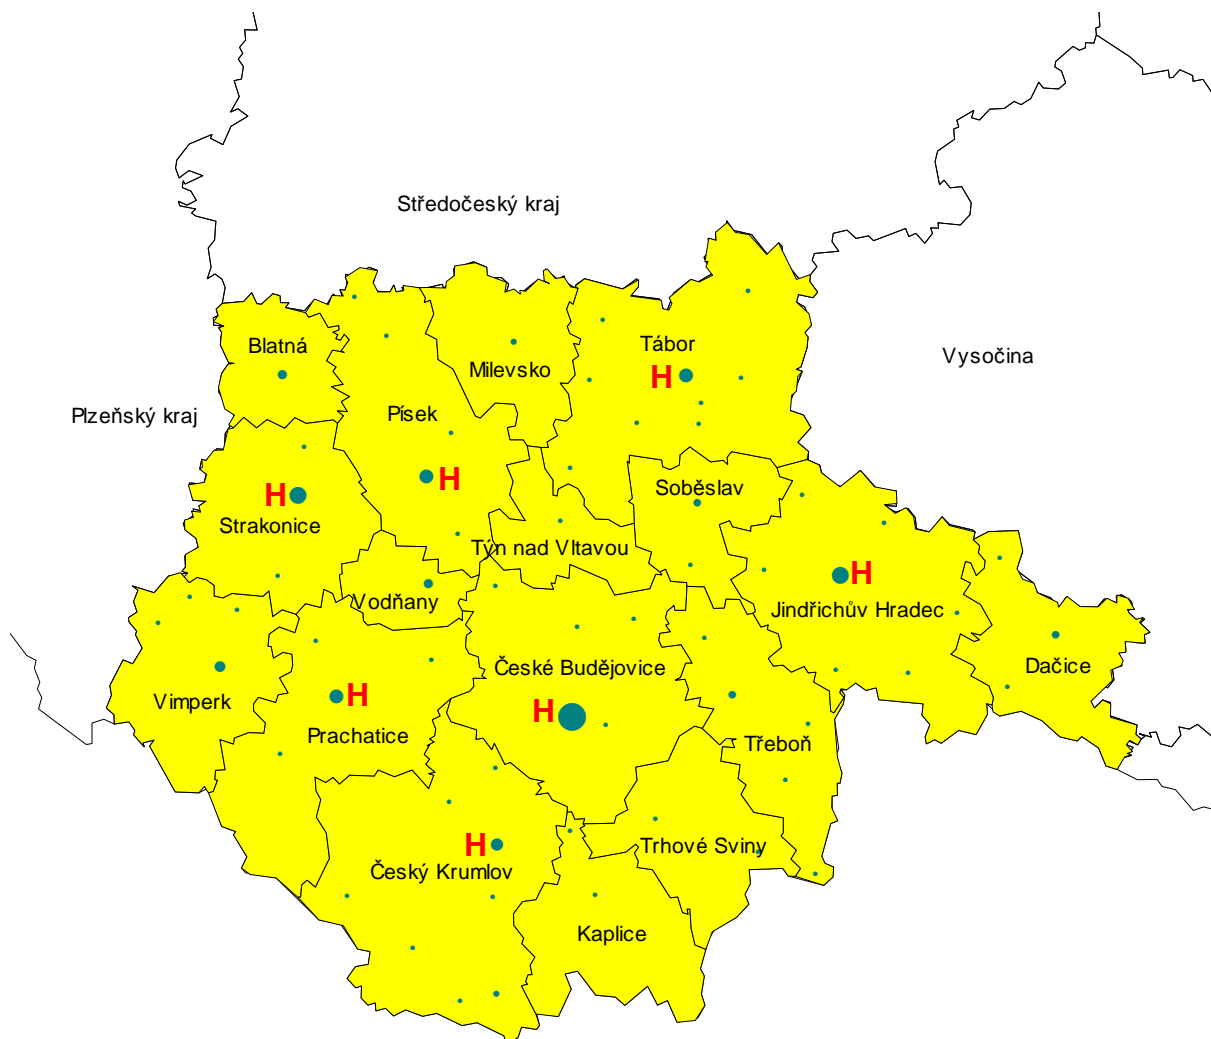 Středočeský kraj
Blatná
Tábor
Vysočina
Milevsko
H
Plzeňský kraj
Písek
H
Soběslav
H
Strakonice
Týn nad Vltavou
H
Vodňany
Jindřichův Hradec
České Budějovice
Dačice
Vimperk
H
H
Prachatice
Třeboň
H
Trhové Sviny
Český Krumlov
Kaplice